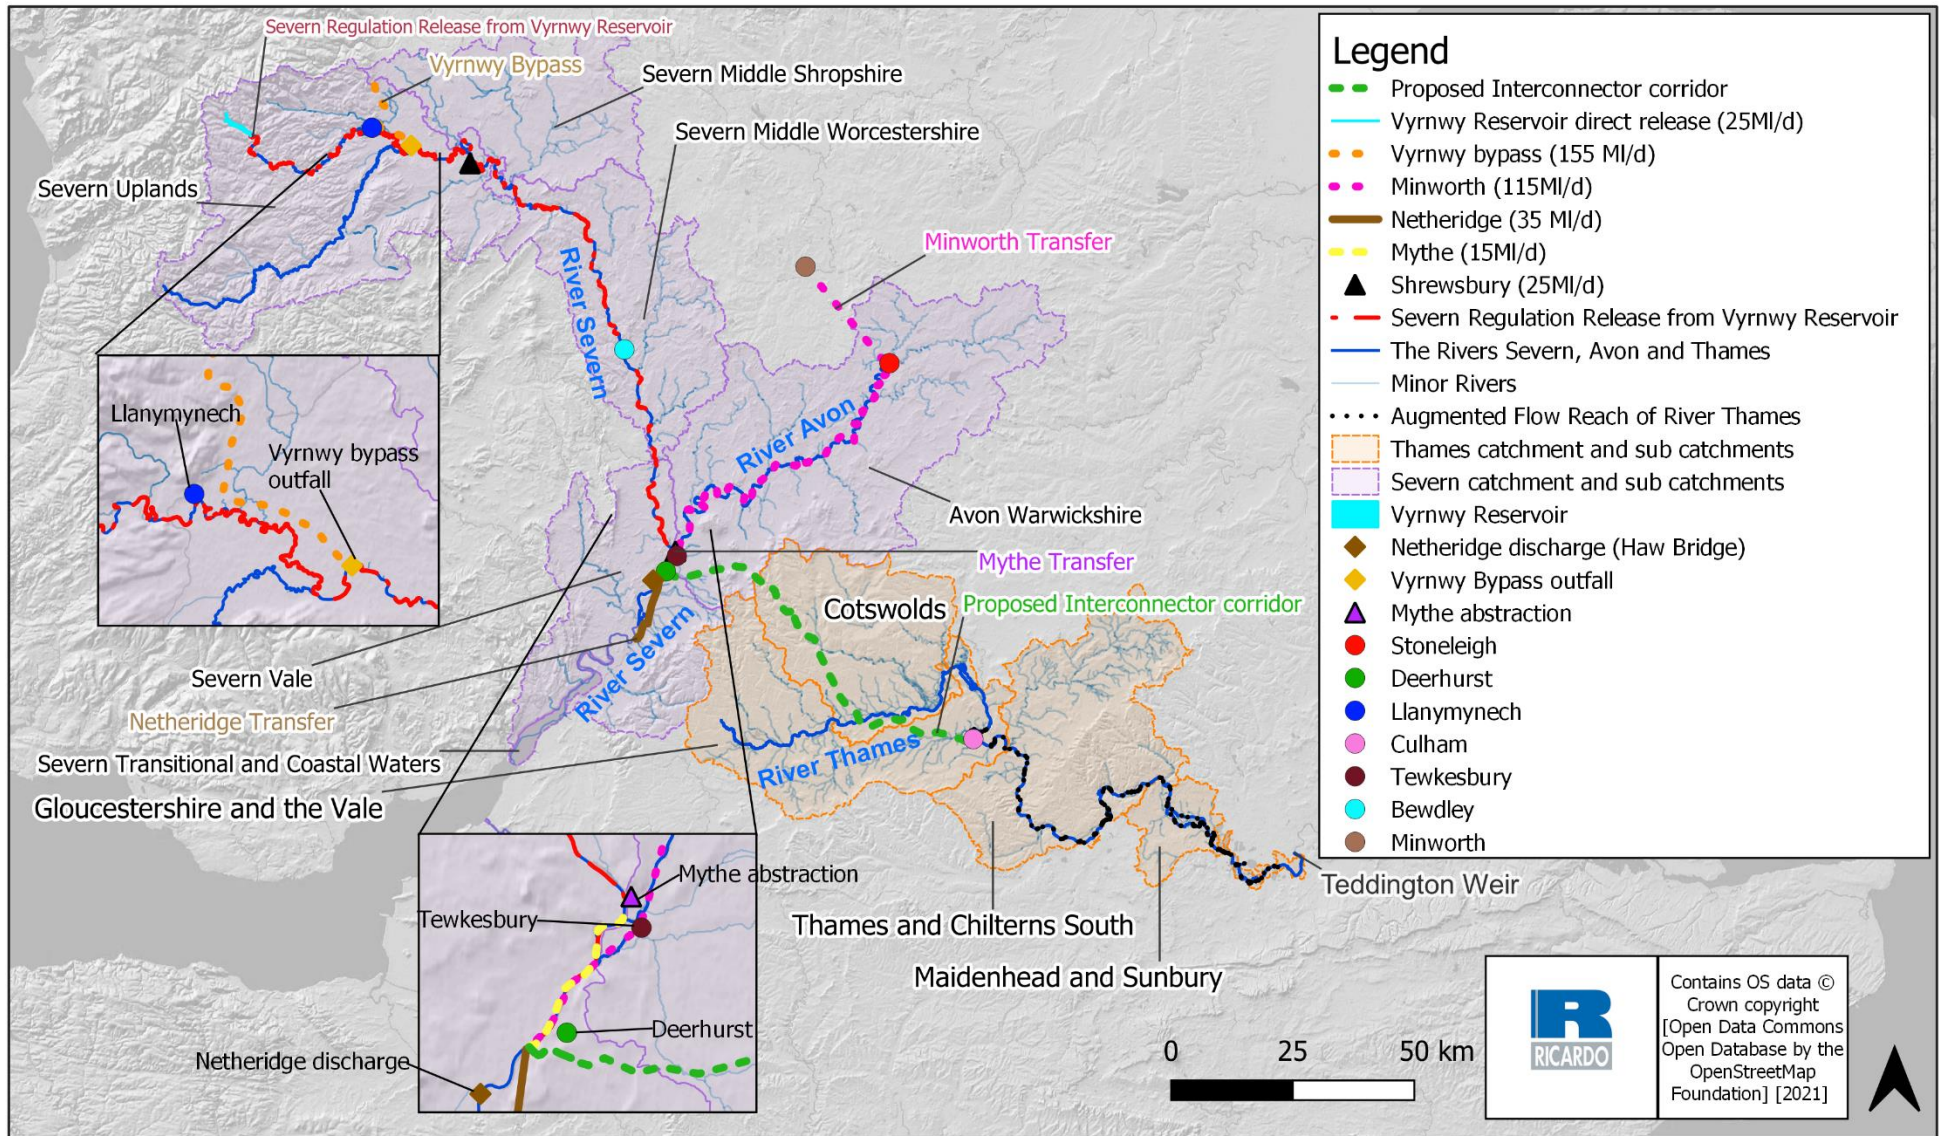 Severn Regulation Release from Vyrnwy Reservoir
Vyrnwy Bypass
Severn Middle Shropshire
Severn Middle Worcestershire
Severn Uplands
Minworth Transfer
River Severn
River Avon
Llanymynech
Vyrnwy bypass
outfall
Avon Warwickshire
Mythe Transfer
Cotswolds
Proposed Interconnector corridor
Severn Vale
River Severn
Netheridge Transfer
Severn Transitional and Coastal Waters
Gloucestershire and the Vale
River Thames
Mythe abstraction
Tewkesbury
Deerhurst
Netheridge discharge
Thames and Chilterns South
Maidenhead and Sunbury
Teddington Weir
Legend
Proposed Interconnector corridor
Vyrnwy Reservoir direct release (25Ml/d)
Vyrnwy bypass (155 Ml/d)
Minworth (115Ml/d)
Netheridge (35 Ml/d)
Mythe (15Ml/d)
Shrewsbury (25Ml/d)
Severn Regulation Release from Vyrnwy Reservoir
The Rivers Severn, Avon and Thames
Minor Rivers
Augmented Flow Reach of River Thames
Thames catchment and sub catchments
Severn catchment and sub catchments
Vyrnwy Reservoir
Netheridge discharge (Haw Bridge)
Vyrnwy Bypass outfall
Mythe abstraction
Stoneleigh
Deerhurst
Llanymynech
Culham
Tewkesbury
Bewdley
Minworth
0 25 50 km
RICARDO
Contains OS data ©
Crown copyright
[Open Data Commons
Open Database by the
OpenStreetMap
Foundation] [2021]